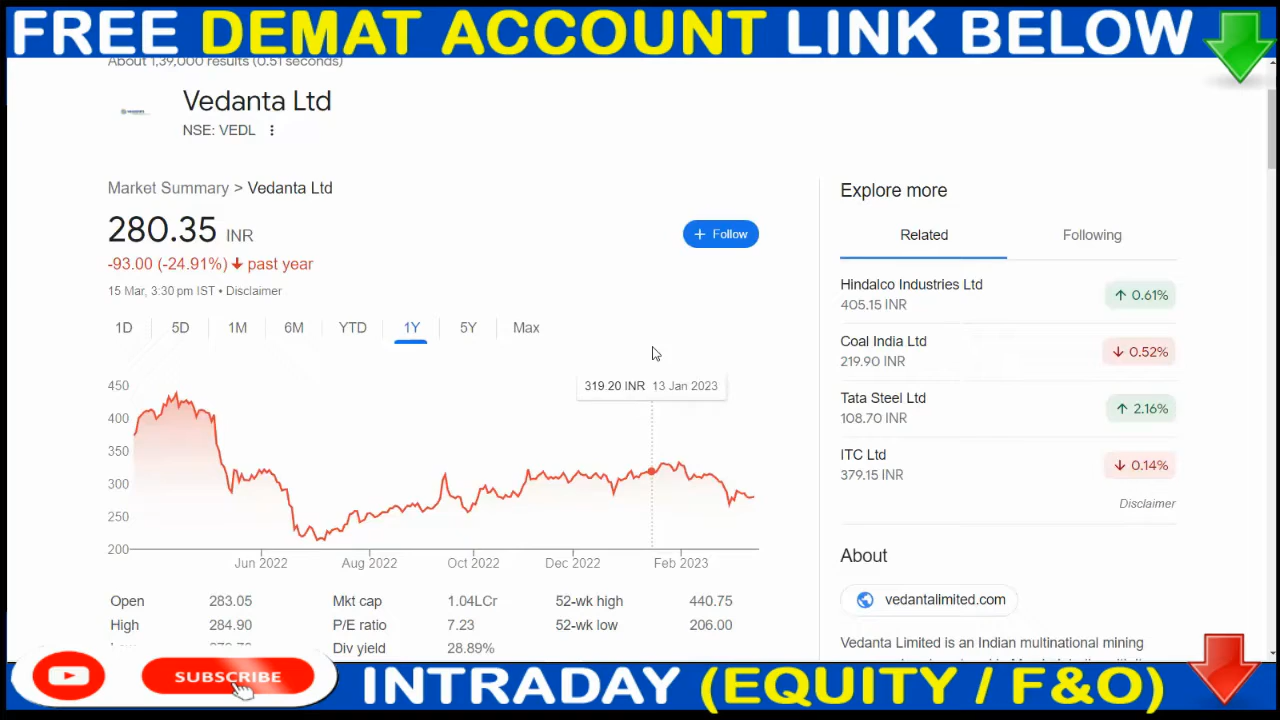 FREE DEMAT ACCOUNT LINK BELOW
About 1,39,000 results (0.51 seconds)
Vedanta Ltd
NSE: VEDL
Market Summary > Vedanta Ltd
280.35 INR
+ Follow
-93.00 (-24.91%) ↓ past year
15 Mar, 3:30 pm IST • Disclaimer
1D 5D 1M 6M YTD 1Y 5Y Max
319.20 INR 13 Jan 2023
450
400
350
300
250
200
Jun 2022 Aug 2022 Oct 2022 Dec 2022 Feb 2023
Open 283.05 Mkt cap 1.04LCr 52-wk high 440.75
High 284.90 P/E ratio 7.23 52-wk low 206.00
Div yield 28.89%
Explore more
Related Following
Hindalco Industries Ltd
405.15 INR ↑ 0.61%
Coal India Ltd
219.90 INR ↓ 0.52%
Tata Steel Ltd
108.70 INR ↑ 2.16%
ITC Ltd
379.15 INR ↓ 0.14%
Disclaimer
About
vedantalimited.com
Vedanta Limited is an Indian multinational mining
SUBSCRIBE
INTRADAY (EQUITY / F&O)